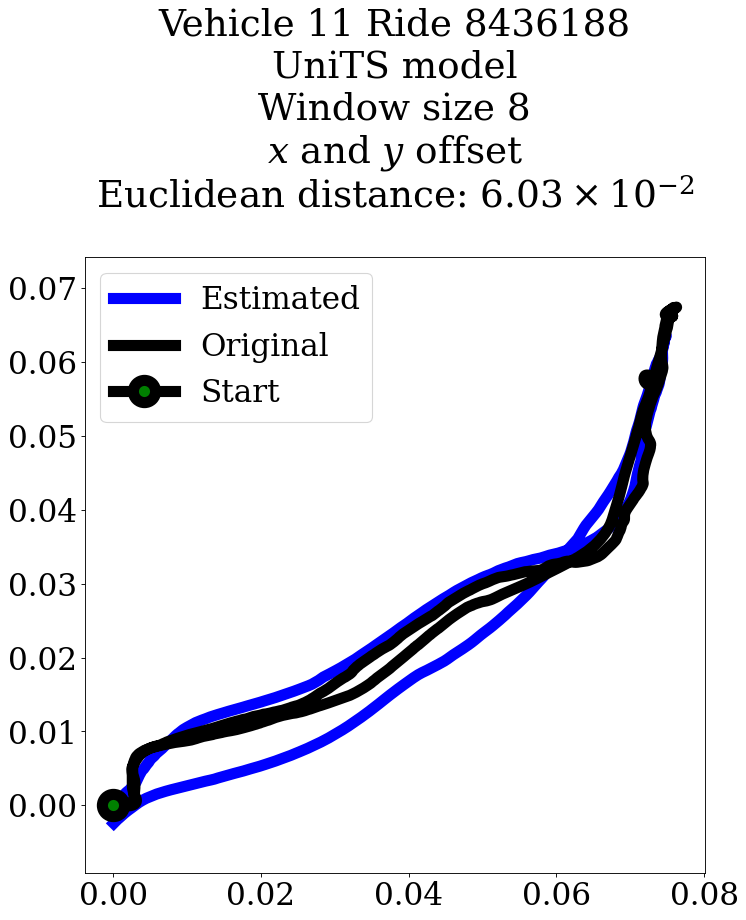 Vehicle 11 Ride 8436188
UniTS model
Window size 8
x and y offset
Euclidean distance: 6.03 × 10⁻²
Estimated
Original
Start
0.07
0.06
0.05
0.04
0.03
0.02
0.01
0.00
0.00 0.02 0.04 0.06 0.08